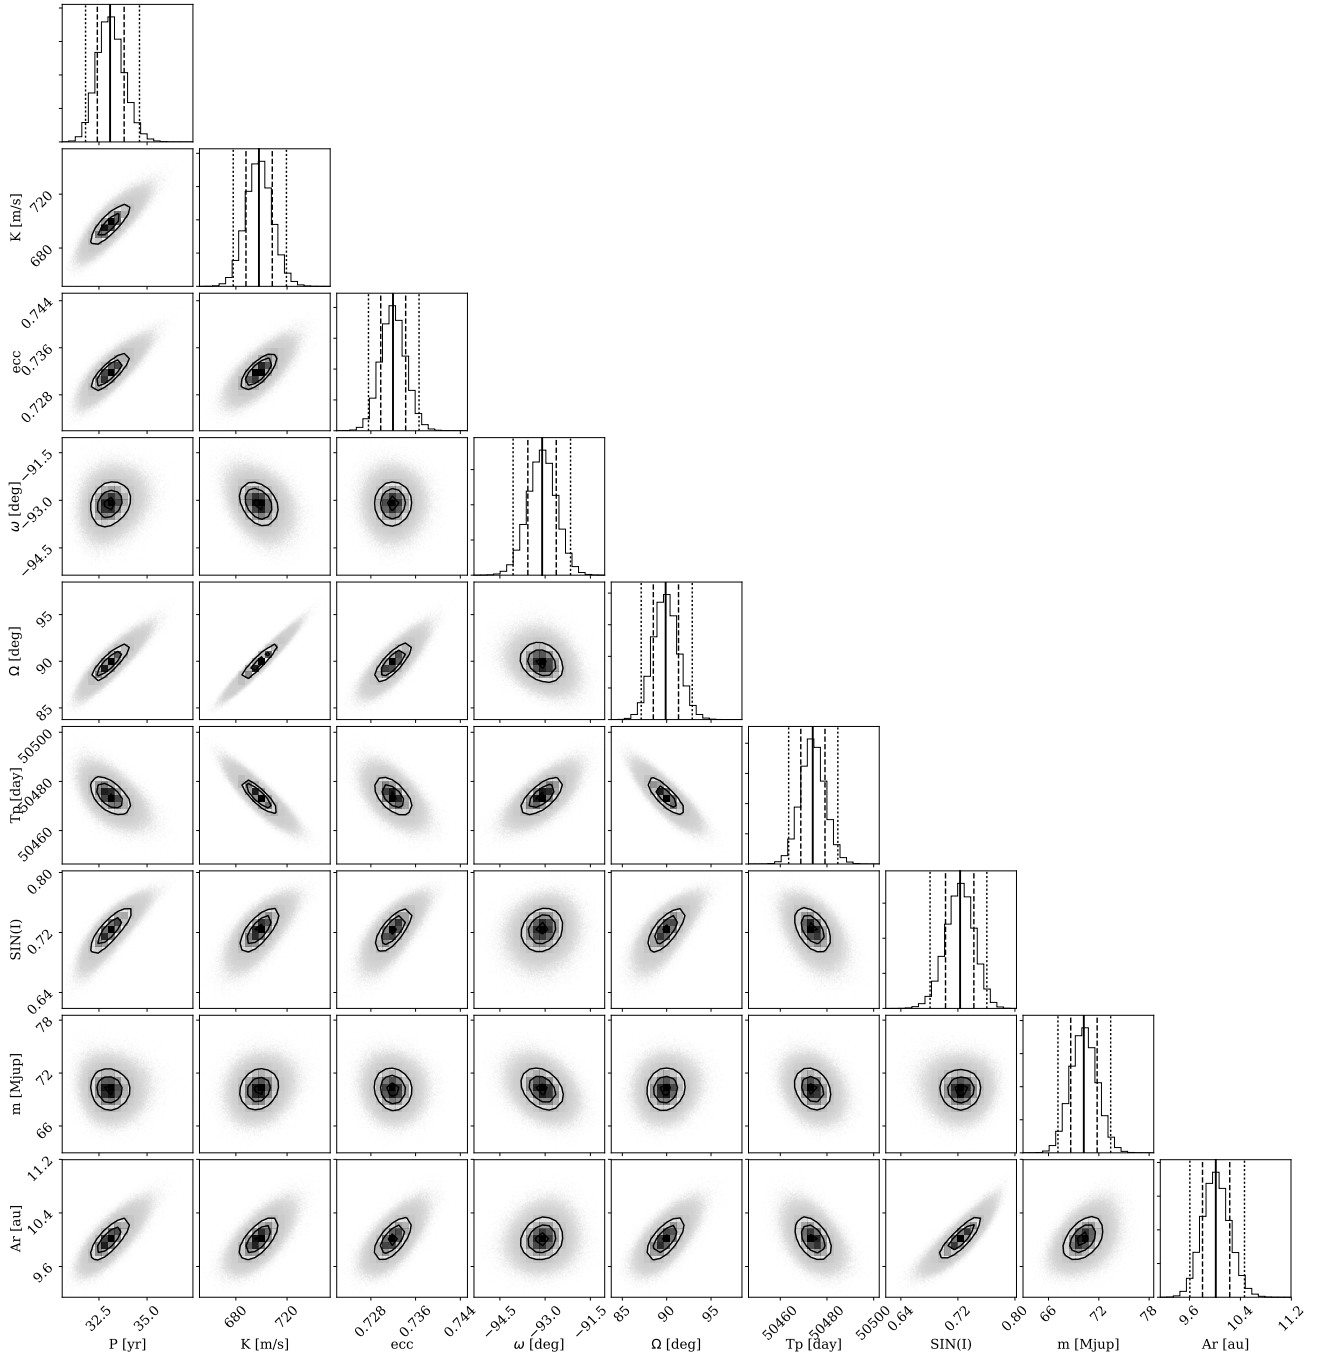 K [m/s]
720
680
ecc
0.744
0.736
0.728
ω [deg]
−91.5
−93.0
−94.5
Ω [deg]
95
90
85
Tp [day]
50500
50480
50460
SIN(I)
0.80
0.72
0.64
m [Mjup]
78
72
66
Ar [au]
11.2
10.4
9.6
32.5 35.0 680 720 0.728 0.736 0.744 −94.5 −93.0 −91.5 85 90 95 50460 50480 50500 0.64 0.72 0.80 66 72 78 9.6 10.4 11.2
P [yr] K [m/s] ecc ω [deg] Ω [deg] Tp [day] SIN(I) m [Mjup] Ar [au]